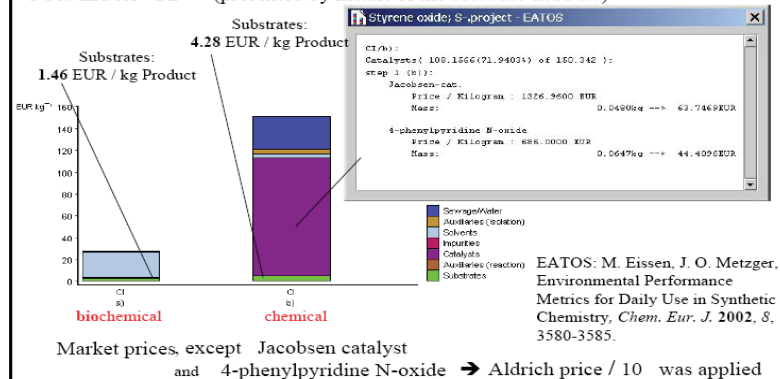 Substrates:
4.28 EUR / kg Product
Substrates:
1.46 EUR / kg Product
Styrene oxide; S-.project - EATOS
CI/b):
Catalysts( 108.1566(71.9403%) of 150.342 ):
step 1 (b|):
Jacobsen-cat.
Price / Kilogram : 1326.9600 EUR
Mass: 0.0480kg --> 63.7469EUR
4-phenylpyridine N-oxide
Price / Kilogram : 686.0000 EUR
Mass: 0.0647kg --> 44.4096EUR
EUR kg⁻¹
160
140
120
100
80
60
40
20
0
CI
a)
biochemical
CI
b)
chemical
Sewage/Water
Auxiliaries (isolation)
Solvents
Impurities
Catalysts
Auxiliaries (reaction)
Substrates
EATOS: M. Eissen, J. O. Metzger,
Environmental Performance
Metrics for Daily Use in Synthetic
Chemistry, Chem. Eur. J. 2002, 8,
3580-3585.
Market prices, except Jacobsen catalyst
and 4-phenylpyridine N-oxide ➔ Aldrich price / 10 was applied